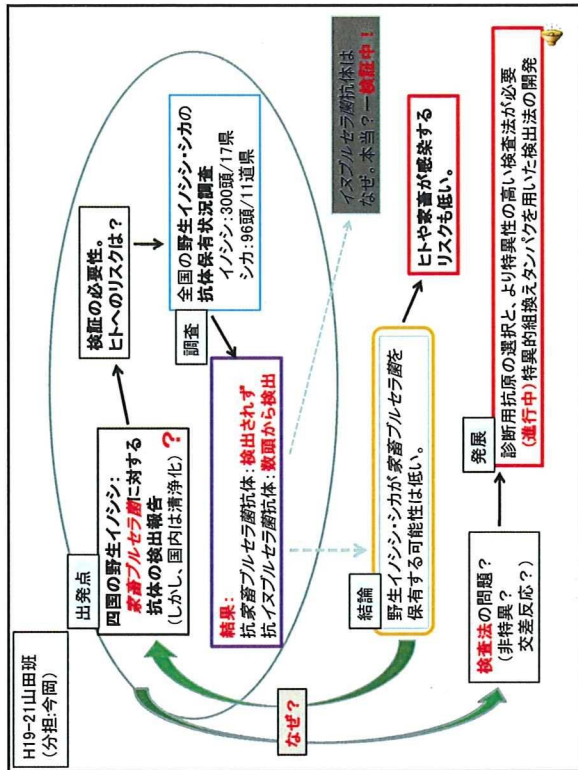 H19-21山田班
(分担:今岡)
出発点
四国の野生イノシシ:
家畜ブルセラ菌に対する
抗体の検出報告
(しかし、国内は清浄化)
?
検証の必要性。
ヒトへのリスクは?
全国の野生イノシシ・シカの
抗体保有状況調査
イノシシ:300頭/17県
シカ:96頭/11道県
調査
結果:
抗家畜ブルセラ菌抗体:検出されず
抗イヌブルセラ菌抗体:数頭から検出
イヌブルセラ菌抗体は
なぜ。本当?ー検証中!
なぜ?
結論
野生イノシシ・シカが家畜ブルセラ菌を
保有する可能性は低い。
ヒトや家畜が感染する
リスクも低い。
検査法の問題?
(非特異?
交差反応?)
発展
診断用抗原の選択と、より特異性の高い検査法が必要
(進行中)特異的組換えタンパクを用いた検出法の開発